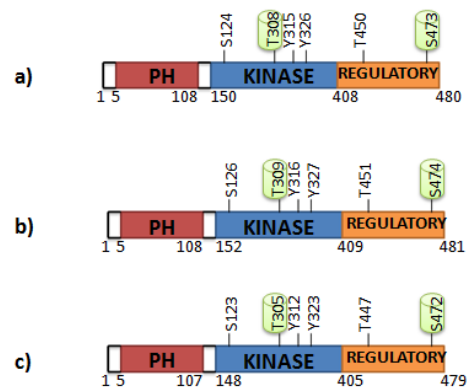 S124 T308 Y315 Y326 T450 S473
a) PH KINASE REGULATORY
1 5 108 150 408 480
S126 T309 Y316 Y327 T451 S474
b) PH KINASE REGULATORY
1 5 108 152 409 481
S123 T305 Y312 Y323 T447 S472
c) PH KINASE REGULATORY
1 5 107 148 405 479